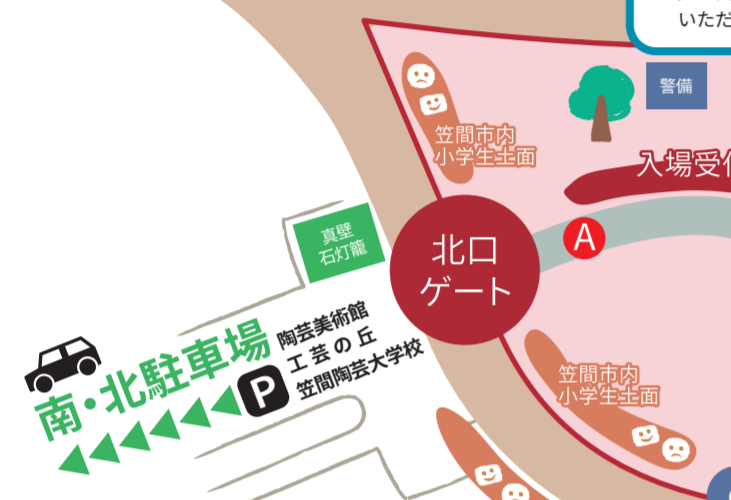 いただ
警備
笠間市内
小学生土面
入場受付
A
真壁
石灯籠
北口
ゲート
南・北駐車場
P
陶芸美術館
工芸の丘
笠間陶芸大学校
笠間市内
小学生土面